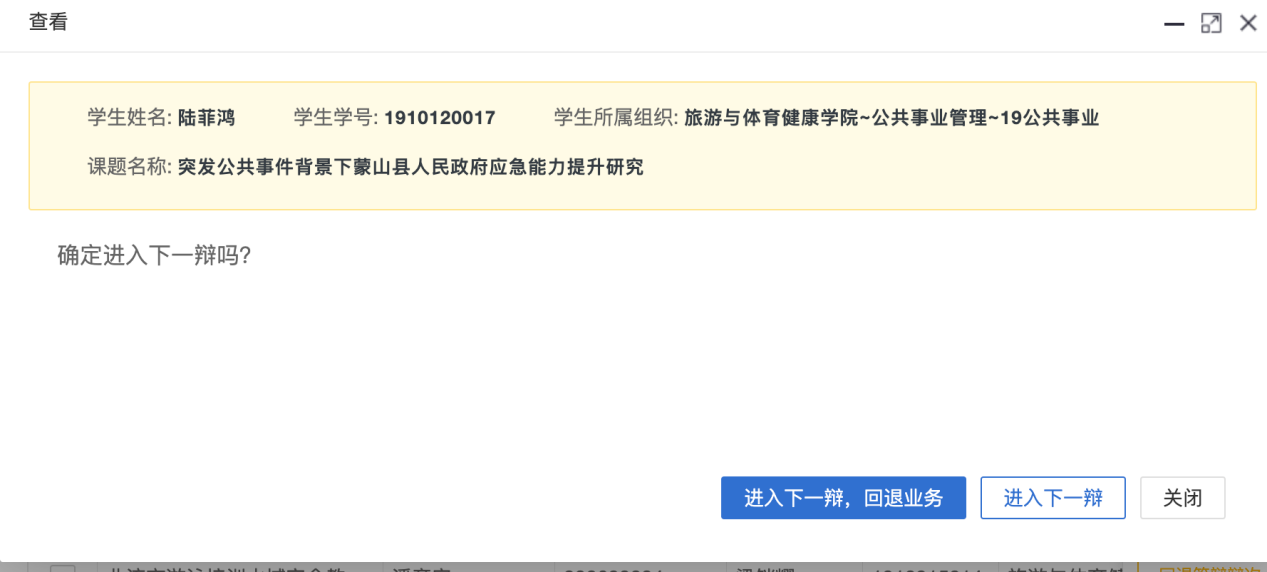 查看
学生姓名: 陆菲鸿 学生学号: 1910120017 学生所属组织: 旅游与体育健康学院~公共事业管理~19公共事业
课题名称: 突发公共事件背景下蒙山县人民政府应急能力提升研究
确定进入下一辩吗?
进入下一辩，回退业务 进入下一辩 关闭